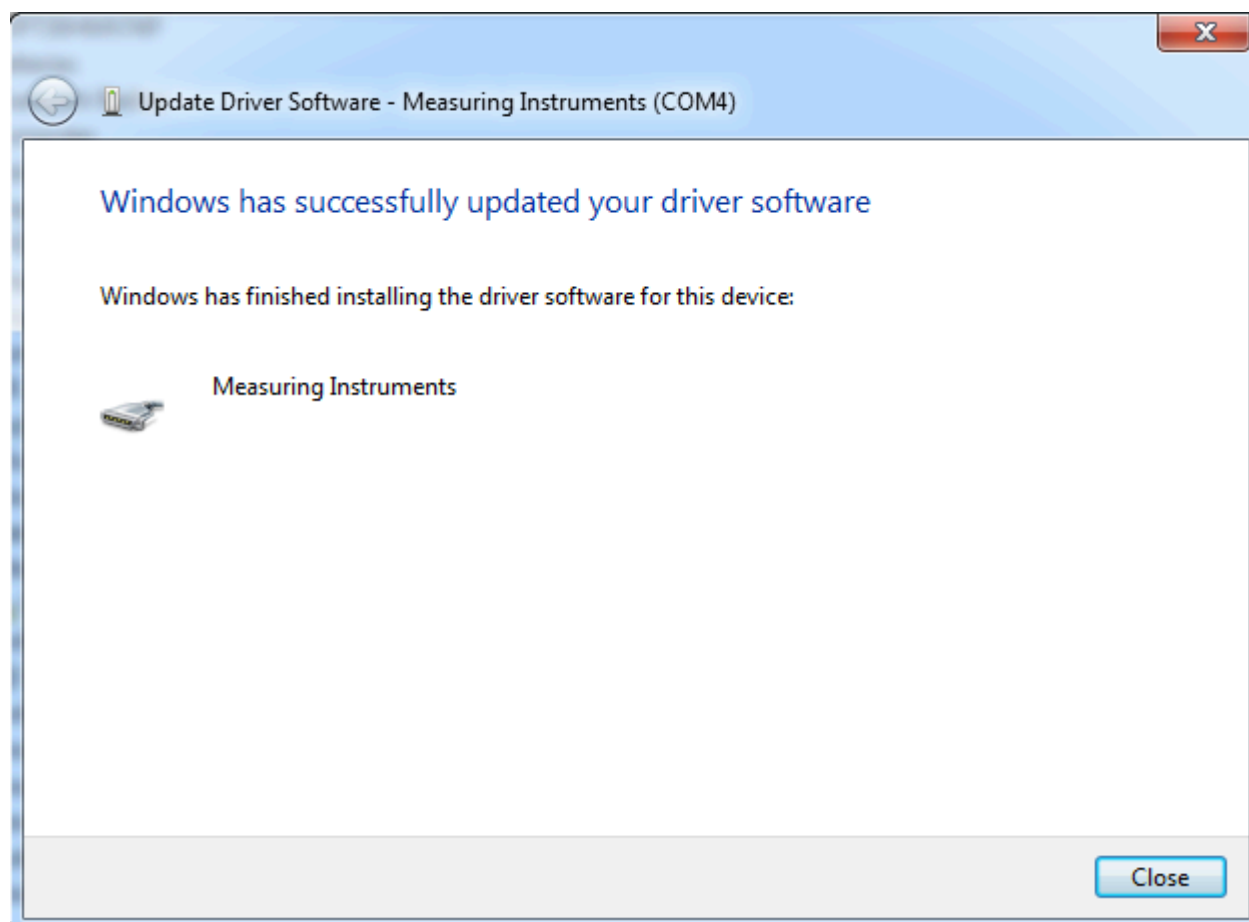 Update Driver Software - Measuring Instruments (COM4)
Windows has successfully updated your driver software
Windows has finished installing the driver software for this device:
Measuring Instruments
Close